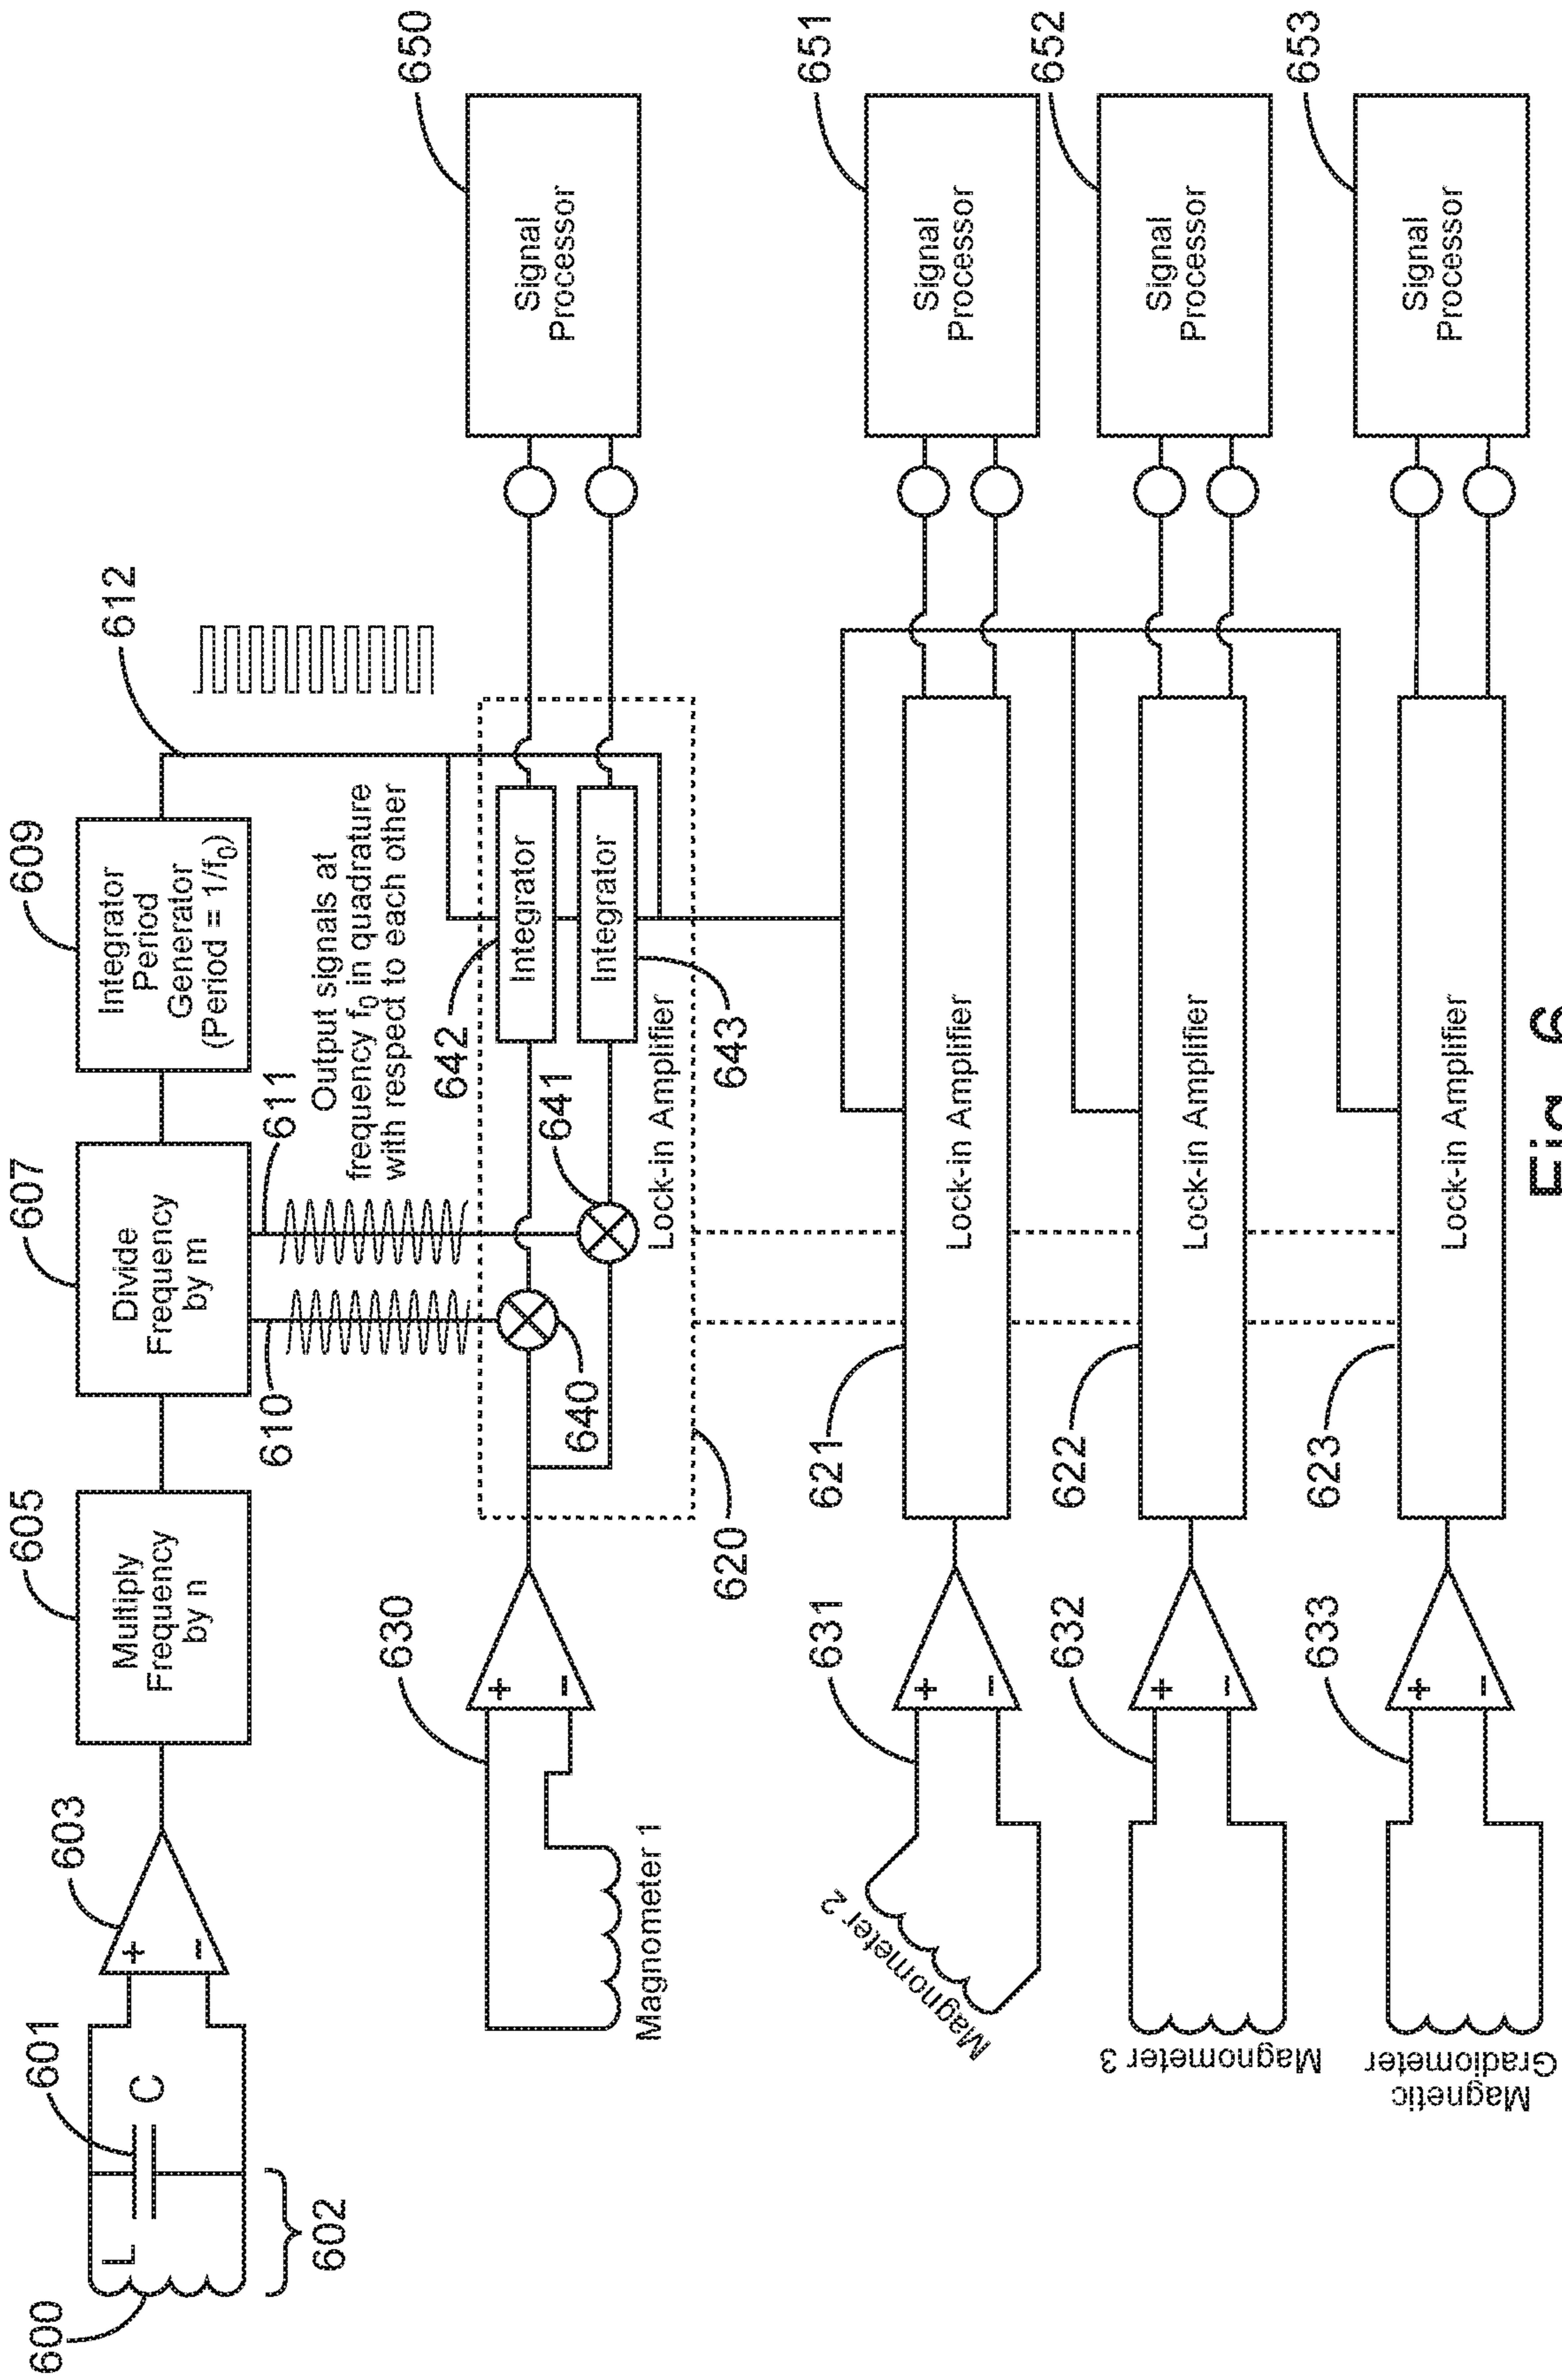 600
L
601
C
602
603
+
-
605
Multiply
Frequency
by n
607
Divide
Frequency
by m
609
Integrator
Period
Generator
(Period = 1/f₀)
610
611
612
Output signals at
frequency f₀ in quadrature
with respect to each other
Magnometer 1
630
+
-
620
640
641
642
643
Integrator
Integrator
Lock-in Amplifier
650
Signal
Processor
Magnometer 2
631
+
-
621
Lock-in Amplifier
651
Signal
Processor
Magnometer 3
632
+
-
622
Lock-in Amplifier
652
Signal
Processor
Magnetic
Gradiometer
633
+
-
623
Lock-in Amplifier
653
Signal
Processor
Fig. 6